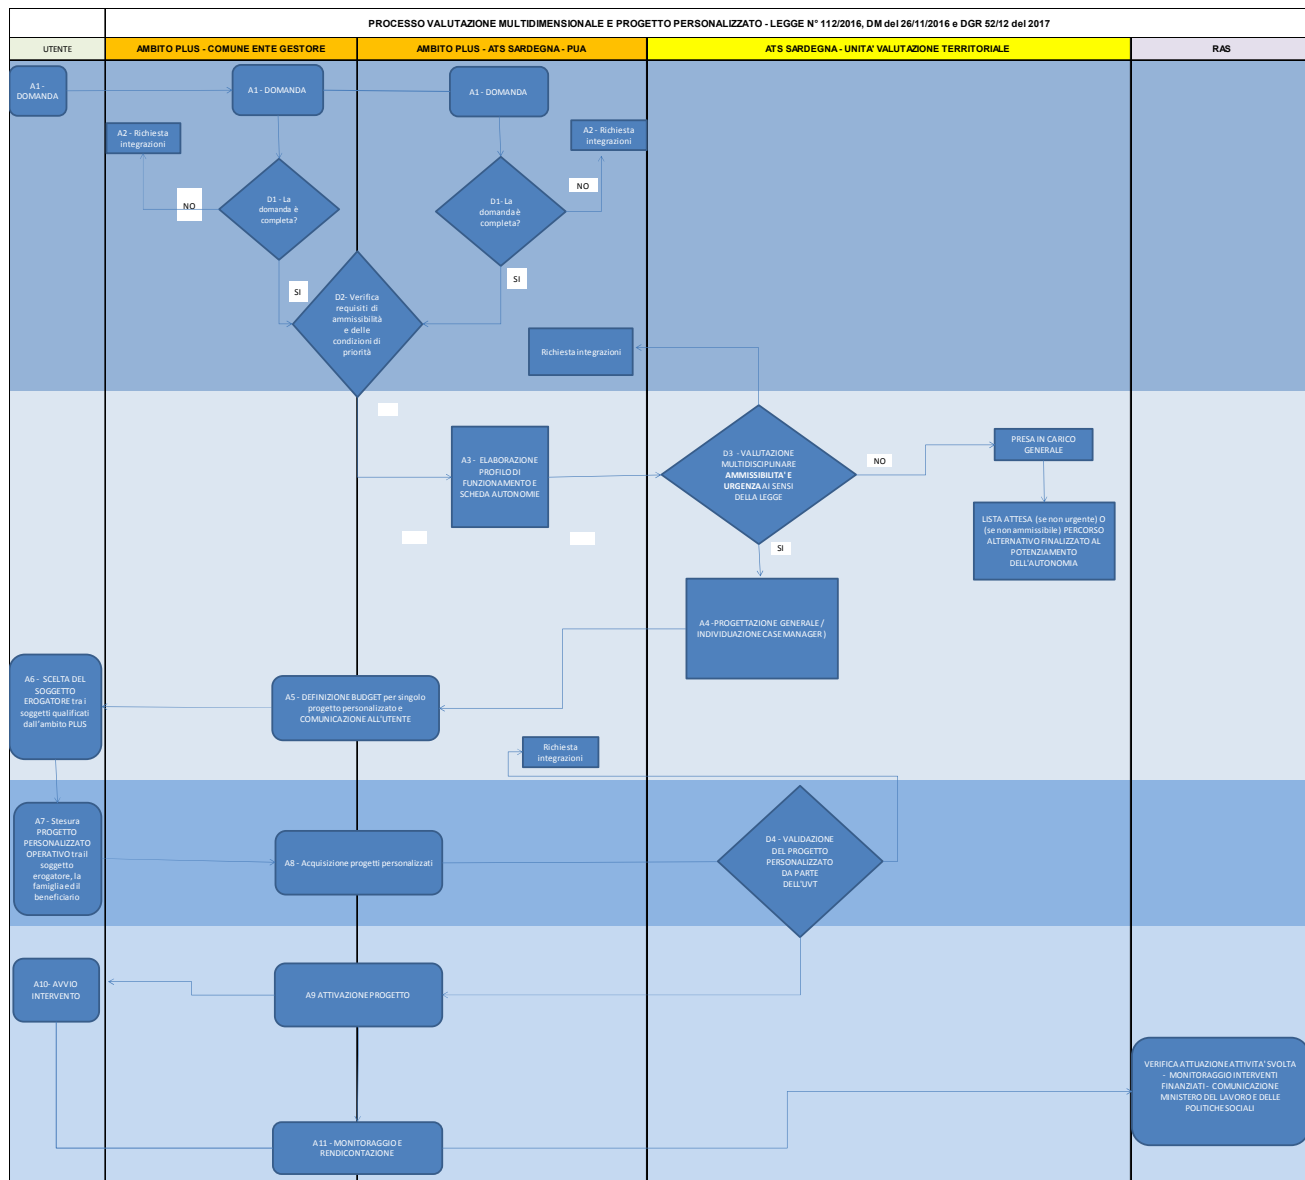 PROCESSO VALUTAZIONE MULTIDIMENSIONALE E PROGETTO PERSONALIZZATO - LEGGE N° 112/2016, DM del 26/11/2016 e DGR 52/12 del 2017
UTENTE
AMBITO PLUS - COMUNE ENTE GESTORE
AMBITO PLUS - ATS SARDEGNA - PUA
ATS SARDEGNA - UNITA' VALUTAZIONE TERRITORIALE
RAS
A1 -
DOMANDA
A1 - DOMANDA
A1 - DOMANDA
A2 - Richiesta
integrazioni
A2 - Richiesta
integrazioni
NO
D1 - La
domanda è
completa?
D1- La
domanda è
completa?
NO
SI
SI
D2- Verifica
requisiti di
ammissibilità
e delle
condizioni di
priorità
Richiesta integrazioni
A3 - ELABORAZIONE
PROFILO DI
FUNZIONAMENTO E
SCHEDA AUTONOMIE
D3 - VALUTAZIONE
MULTIDISCIPLINARE
AMMISSIBILITA' E
URGENZA AI SENSI
DELLA LEGGE
NO
SI
PRESA IN CARICO
GENERALE
LISTA ATTESA (se non urgente) O
(se non ammissibile) PERCORSO
ALTERNATIVO FINALIZZATO AL
POTENZIAMENTO
DELL'AUTONOMIA
A4 -PROGETTAZIONE GENERALE /
INDIVIDUAZIONE CASE MANAGER )
A5 - DEFINIZIONE BUDGET per singolo
progetto personalizzato e
COMUNICAZIONE ALL'UTENTE
A6 - SCELTA DEL
SOGGETTO
EROGATORE tra i
soggetti qualificati
dall'ambito PLUS
Richiesta
integrazioni
A7 - Stesura
PROGETTO
PERSONALIZZATO
OPERATIVO tra il
soggetto
erogatore, la
famiglia ed il
beneficiario
A8 - Acquisizione progetti personalizzati
D4 - VALIDAZIONE
DEL PROGETTO
PERSONALIZZATO
DA PARTE
DELL'UVT
A10- AVVIO
INTERVENTO
A9 ATTIVAZIONE PROGETTO
A11 - MONITORAGGIO E
RENDICONTAZIONE
VERIFICA ATTUAZIONE ATTIVITA' SVOLTA
- MONITORAGGIO INTERVENTI
FINANZIATI - COMUNICAZIONE
MINISTERO DEL LAVORO E DELLE
POLITICHE SOCIALI